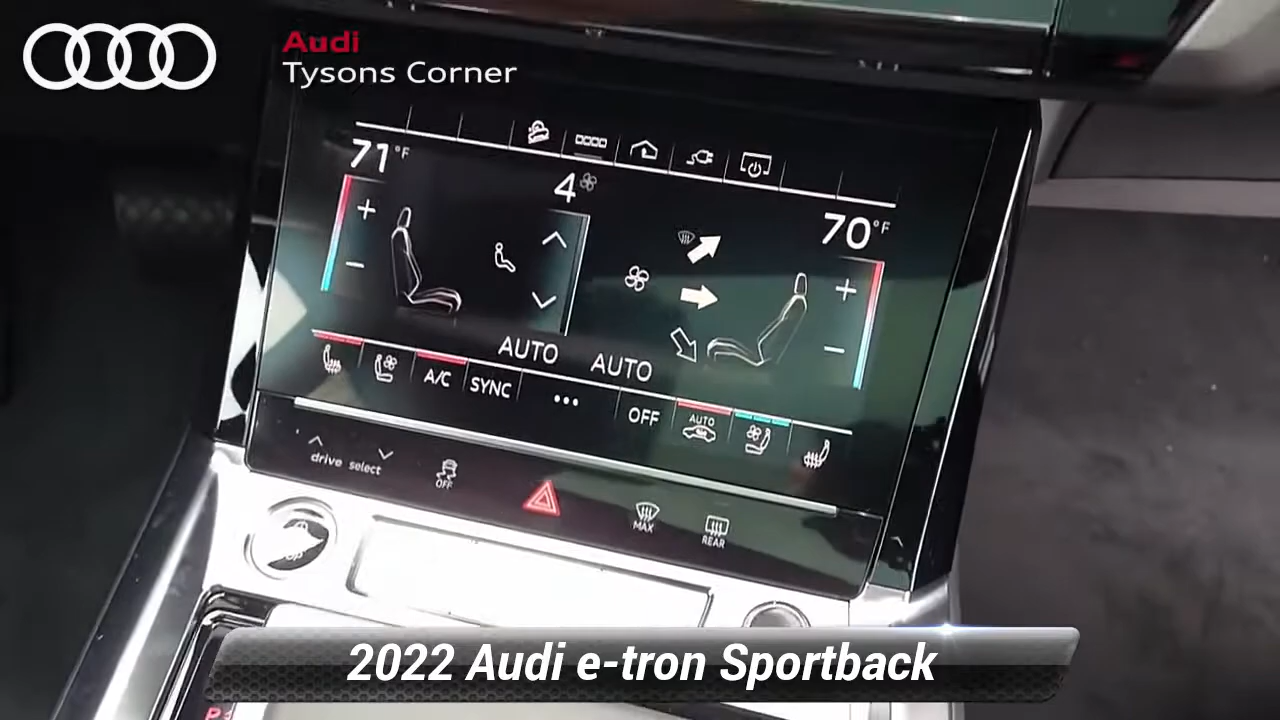 Audi
Tysons Corner
71°F
4
70°F
AUTO AUTO
A/C SYNC ••• OFF AUTO
drive select
OFF
MAX
REAR
2022 Audi e-tron Sportback